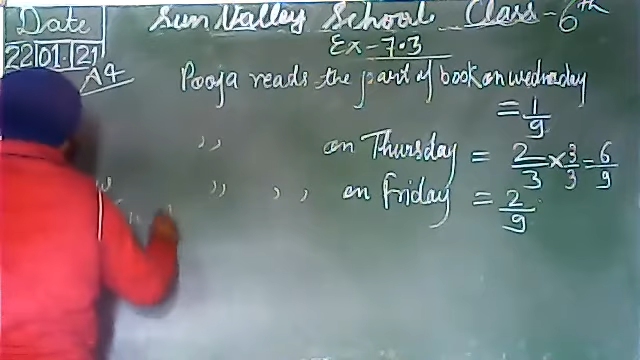 Date
Sun Valley School Class-6th
22|01.|21
Ex-7.3
A4
Pooja reads the part of book on wednesday
= 1/9
,, on Thursday = 2/3 × 3/3 = 6/9
,, ,, ,, on Friday = 2/9